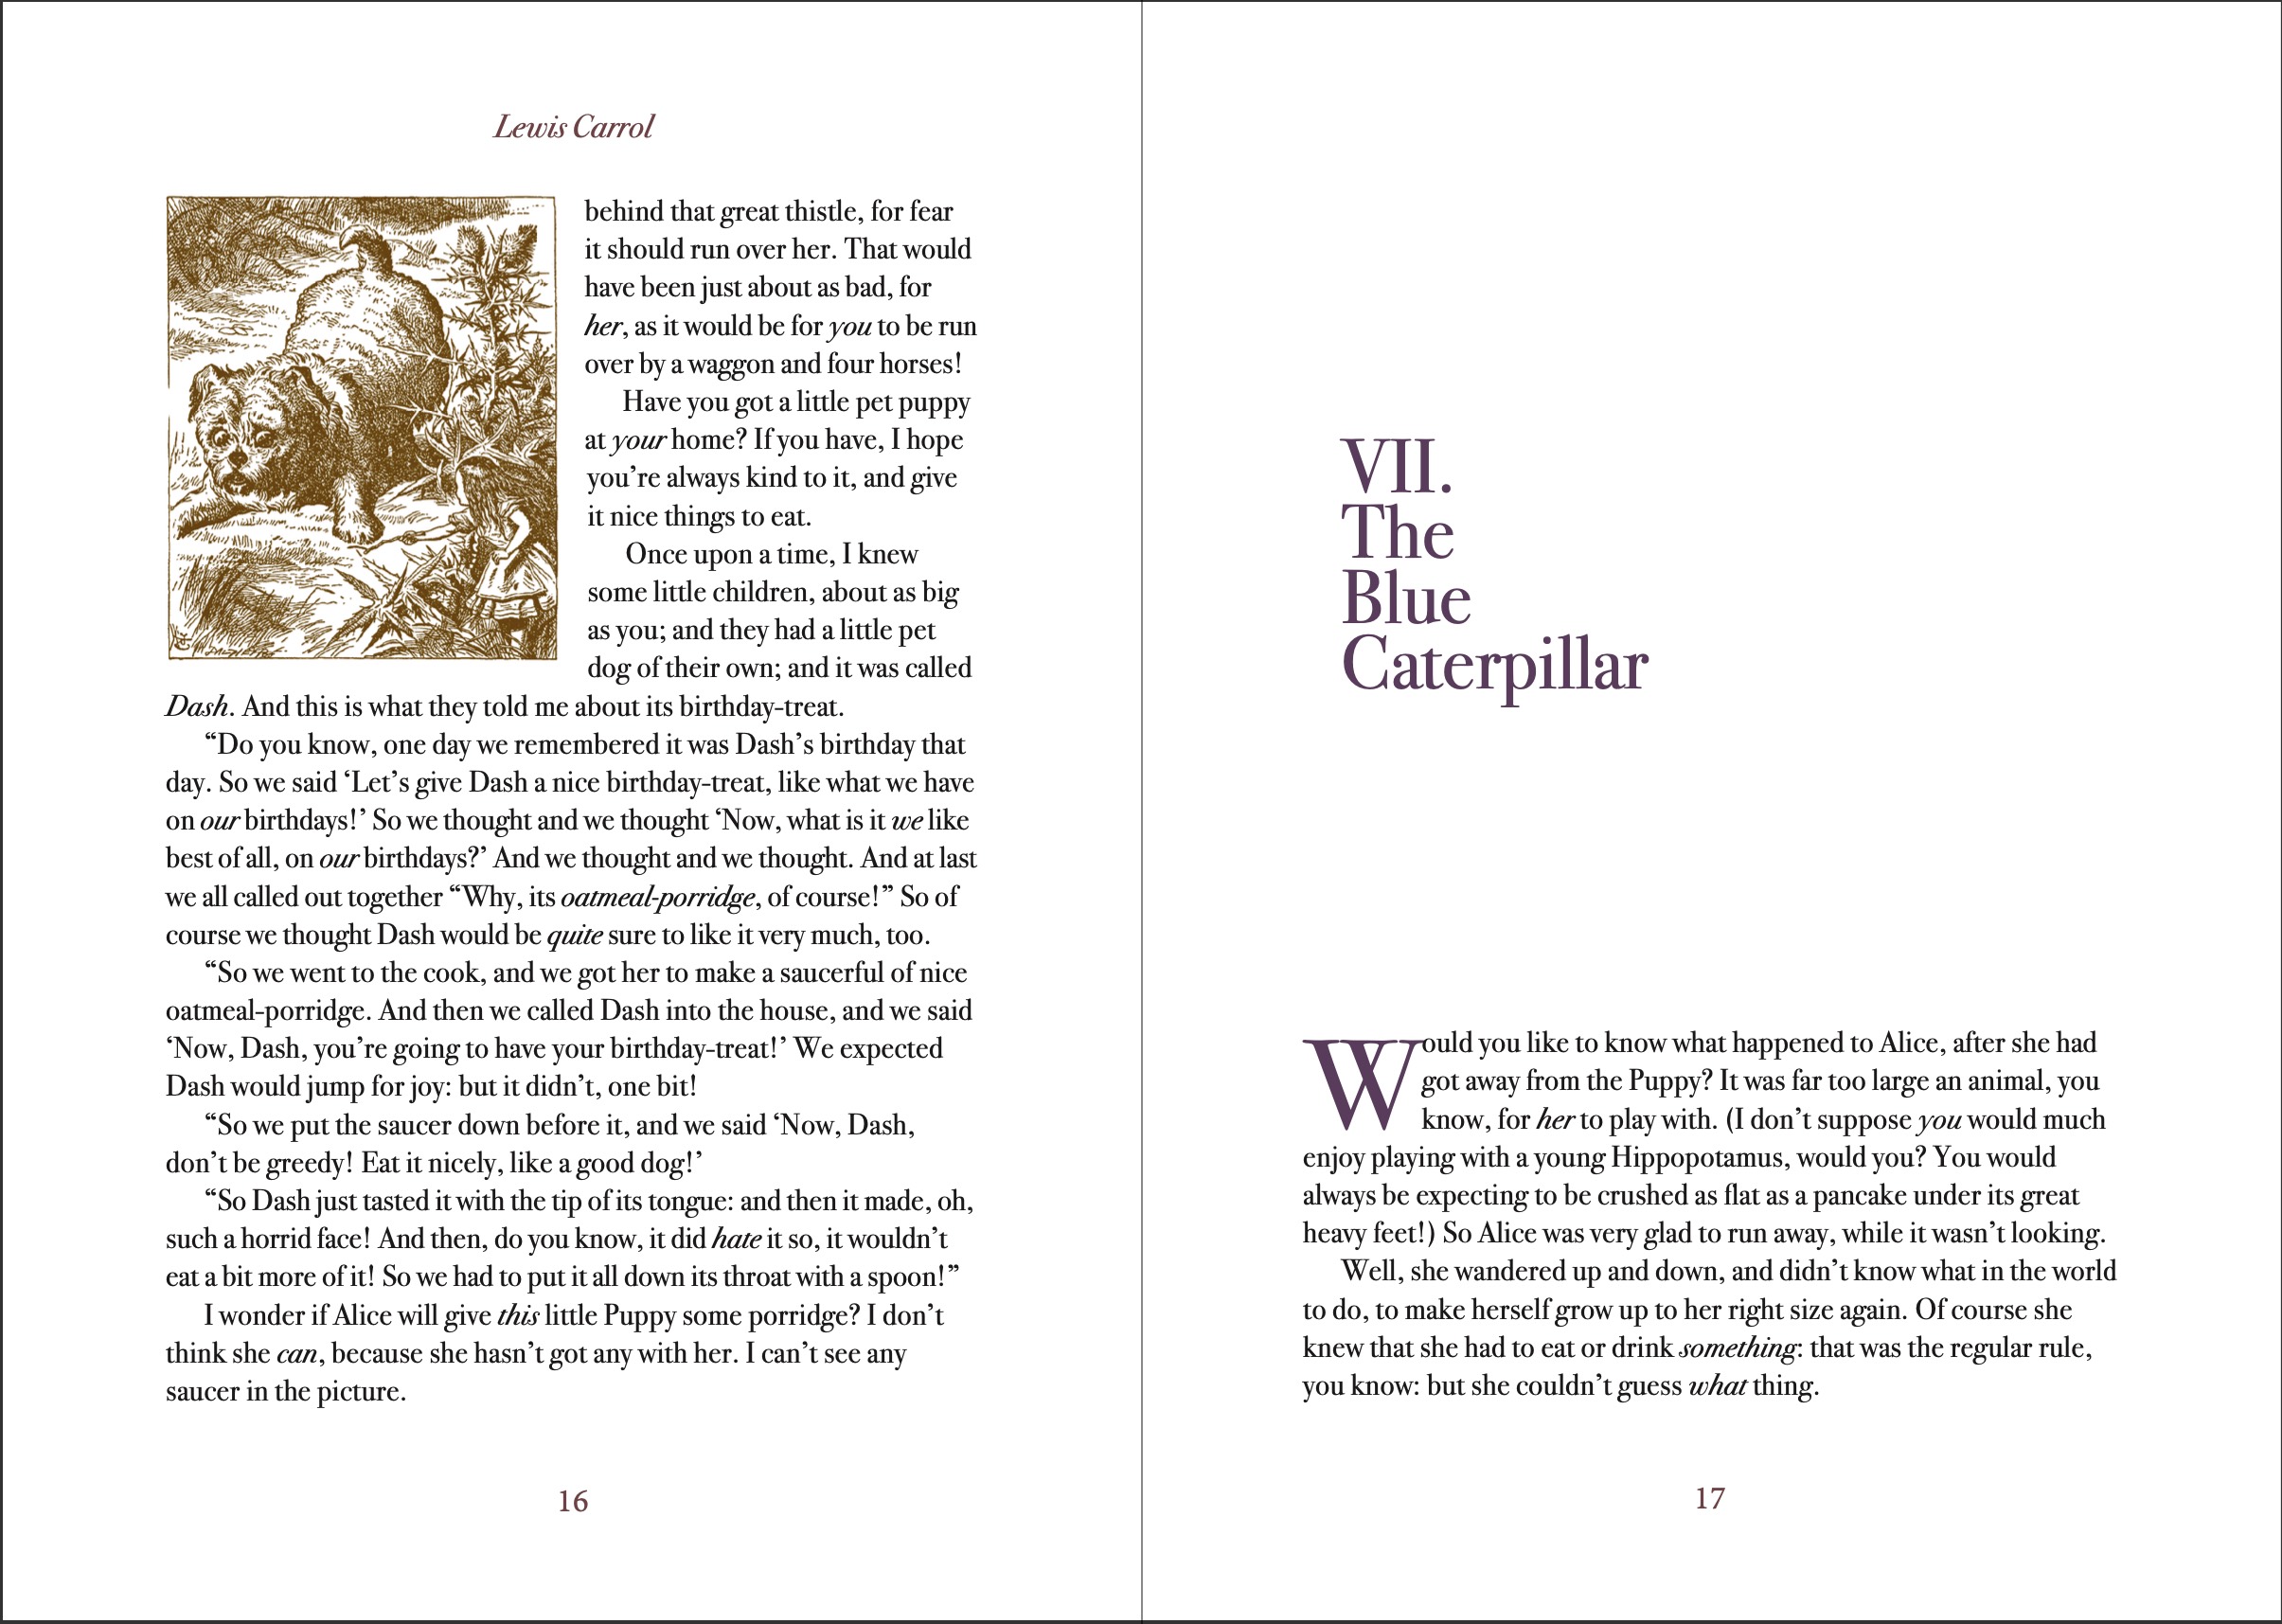 Lewis Carrol
behind that great thistle, for fear
it should run over her. That would
have been just about as bad, for
her, as it would be for you to be run
over by a waggon and four horses!
Have you got a little pet puppy
at your home? If you have, I hope
you’re always kind to it, and give
it nice things to eat.
Once upon a time, I knew
some little children, about as big
as you; and they had a little pet
dog of their own; and it was called
Dash. And this is what they told me about its birthday-treat.
“Do you know, one day we remembered it was Dash’s birthday that
day. So we said ‘Let’s give Dash a nice birthday-treat, like what we have
on our birthdays!’ So we thought and we thought ‘Now, what is it we like
best of all, on our birthdays?’ And we thought and we thought. And at last
we all called out together “Why, its oatmeal-porridge, of course!” So of
course we thought Dash would be quite sure to like it very much, too.
“So we went to the cook, and we got her to make a saucerful of nice
oatmeal-porridge. And then we called Dash into the house, and we said
‘Now, Dash, you’re going to have your birthday-treat!’ We expected
Dash would jump for joy: but it didn’t, one bit!
“So we put the saucer down before it, and we said ‘Now, Dash,
don’t be greedy! Eat it nicely, like a good dog!’
“So Dash just tasted it with the tip of its tongue: and then it made, oh,
such a horrid face! And then, do you know, it did hate it so, it wouldn’t
eat a bit more of it! So we had to put it all down its throat with a spoon!”
I wonder if Alice will give this little Puppy some porridge? I don’t
think she can, because she hasn’t got any with her. I can’t see any
saucer in the picture.
16
VII.
The
Blue
Caterpillar
Would you like to know what happened to Alice, after she had
got away from the Puppy? It was far too large an animal, you
know, for her to play with. (I don’t suppose you would much
enjoy playing with a young Hippopotamus, would you? You would
always be expecting to be crushed as flat as a pancake under its great
heavy feet!) So Alice was very glad to run away, while it wasn’t looking.
Well, she wandered up and down, and didn’t know what in the world
to do, to make herself grow up to her right size again. Of course she
knew that she had to eat or drink something: that was the regular rule,
you know: but she couldn’t guess what thing.
17